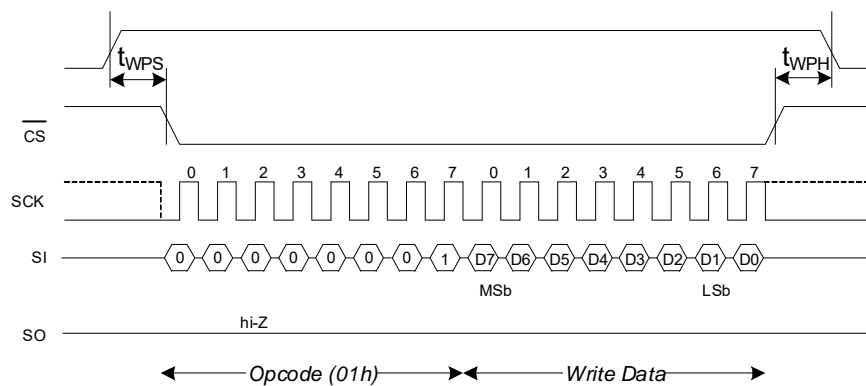 tWPS tWPH
CS
0 1 2 3 4 5 6 7 0 1 2 3 4 5 6 7
SCK
SI 0 0 0 0 0 0 0 1 D7 D6 D5 D4 D3 D2 D1 D0
MSb LSb
hi-Z
SO
Opcode (01h) Write Data